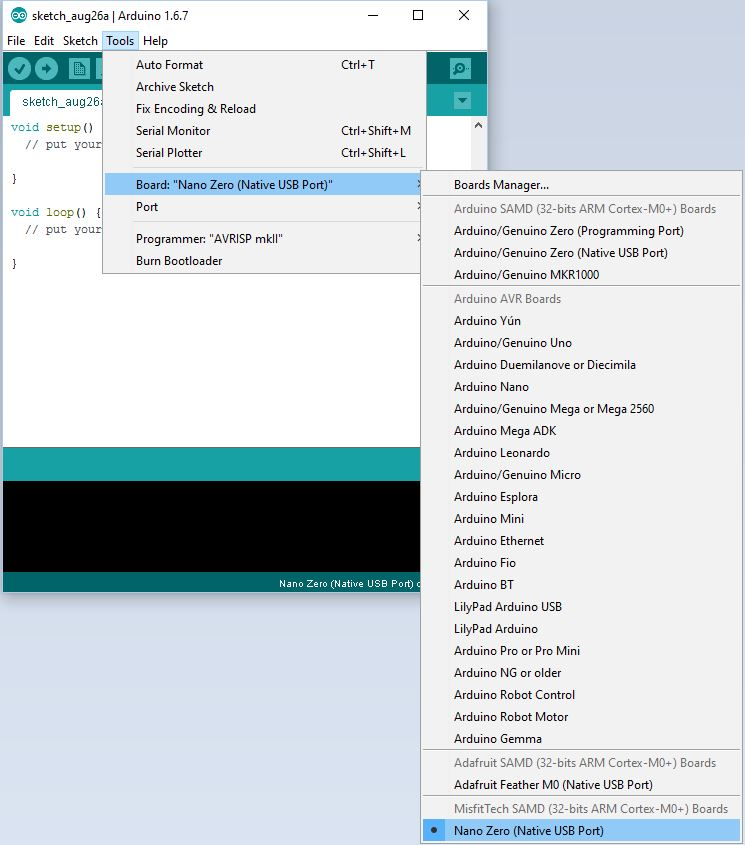 sketch_aug26a | Arduino 1.6.7
File Edit Sketch Tools Help
Auto Format Ctrl+T
Archive Sketch
Fix Encoding & Reload
Serial Monitor Ctrl+Shift+M
Serial Plotter Ctrl+Shift+L
Board: "Nano Zero (Native USB Port)"
Port
Programmer: "AVRISP mkII"
Burn Bootloader
sketch_aug26a
void setup()
// put your
}
void loop() {
// put your
}
Nano Zero (Native USB Port)
Boards Manager...
Arduino SAMD (32-bits ARM Cortex-M0+) Boards
Arduino/Genuino Zero (Programming Port)
Arduino/Genuino Zero (Native USB Port)
Arduino/Genuino MKR1000
Arduino AVR Boards
Arduino Yún
Arduino/Genuino Uno
Arduino Duemilanove or Diecimila
Arduino Nano
Arduino/Genuino Mega or Mega 2560
Arduino Mega ADK
Arduino Leonardo
Arduino/Genuino Micro
Arduino Esplora
Arduino Mini
Arduino Ethernet
Arduino Fio
Arduino BT
LilyPad Arduino USB
LilyPad Arduino
Arduino Pro or Pro Mini
Arduino NG or older
Arduino Robot Control
Arduino Robot Motor
Arduino Gemma
Adafruit SAMD (32-bits ARM Cortex-M0+) Boards
Adafruit Feather M0 (Native USB Port)
MisfitTech SAMD (32-bits ARM Cortex-M0+) Boards
Nano Zero (Native USB Port)